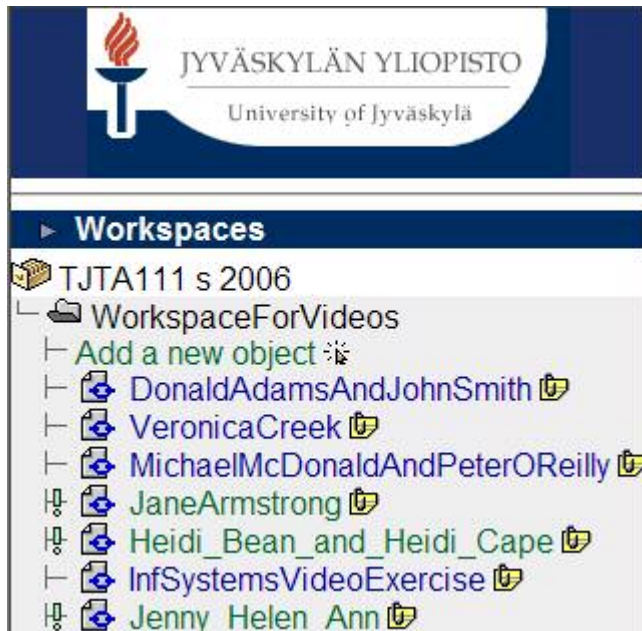 JYVÄSKYLÄN YLIOPISTO
University of Jyväskylä
Workspaces
TJTA111 s 2006
WorkspaceForVideos
Add a new object
DonaldAdamsAndJohnSmith
VeronicaCreek
MichaelMcDonaldAndPeterOReilly
JaneArmstrong
Heidi_Bean_and_Heidi_Cape
InfSystemsVideoExercise
Jenny_Helen_Ann